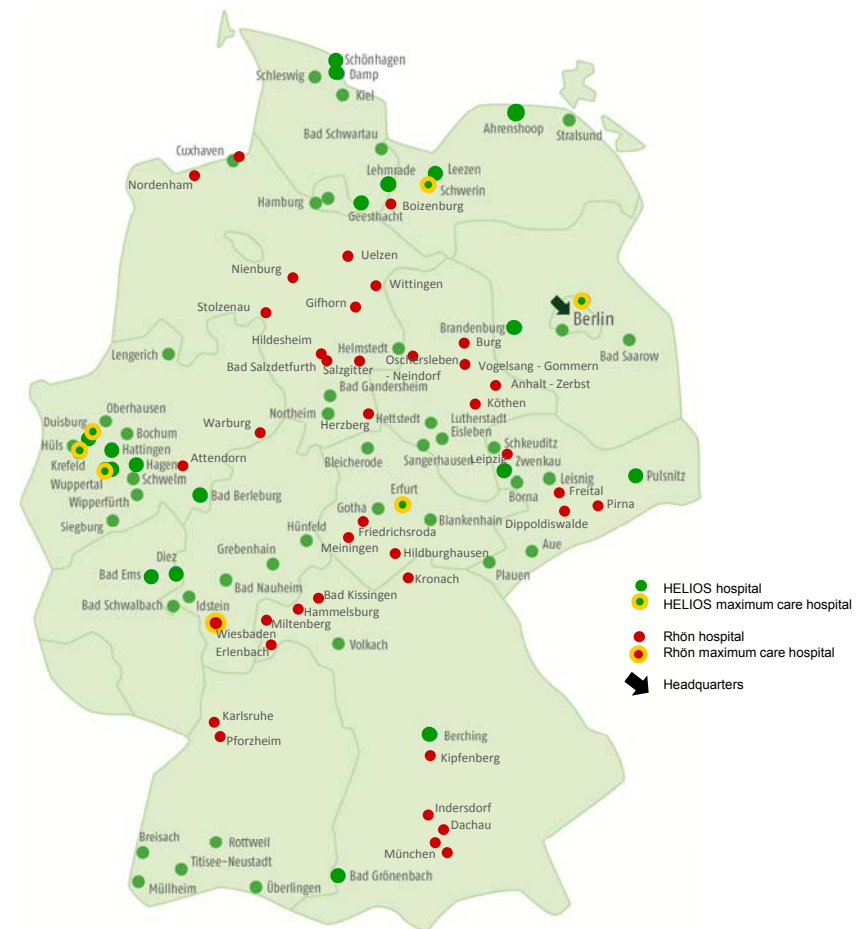 Schönhagen
Damp
Schleswig
Kiel
Ahrenshoop
Stralsund
Bad Schwartau
Cuxhaven
Lehmrade
Leezen
Nordenham
Schwerin
Hamburg
Boizenburg
Geesthacht
Uelzen
Nienburg
Wittingen
Gifhorn
Stolzenau
Berlin
Brandenburg
Hildesheim
Burg
Helmstedt
Lengerich
Oschersleben
- Neindorf
Bad Saarow
Bad Salzdetfurth
Salzgitter
Vogelsang - Gommern
Bad Gandersheim
Anhalt - Zerbst
Köthen
Oberhausen
Duisburg
Northeim
Herzberg
Hettstedt
Lutherstadt
Eisleben
Warburg
Bochum
Hüls
Hattingen
Schkeuditz
Bleicherode
Sangerhausen
Leipzig
Zwenkau
Krefeld
Hagen
Attendorn
Wuppertal
Schwelm
Leisnig
Pulsnitz
Wipperfürth
Bad Berleburg
Erfurt
Borna
Freital
Pirna
Gotha
Siegburg
Blankenhain
Dippoldiswalde
Friedrichsroda
Hünfeld
Meiningen
Hildburghausen
Aue
Grebenhain
Diez
Plauen
Bad Ems
Kronach
Bad Nauheim
Bad Kissingen
Bad Schwalbach
Idstein
Hammelsburg
Miltenberg
Wiesbaden
Erlenbach
Volkach
HELIOS hospital
HELIOS maximum care hospital
Rhön hospital
Rhön maximum care hospital
Headquarters
Karlsruhe
Pforzheim
Berching
Kipfenberg
Indersdorf
Dachau
München
Breisach
Rottweil
Titisee-Neustadt
Müllheim
Überlingen
Bad Grönenbach